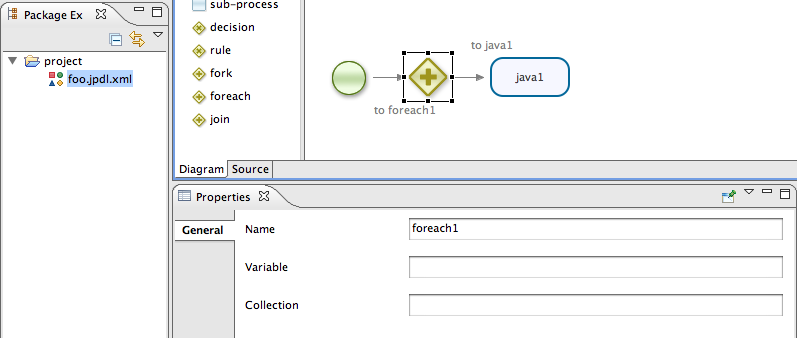 Package Ex
project
foo.jpdl.xml
sub-process
decision
rule
fork
foreach
join
to java1
java1
to foreach1
Diagram
Source
Properties
General
Name
foreach1
Variable
Collection